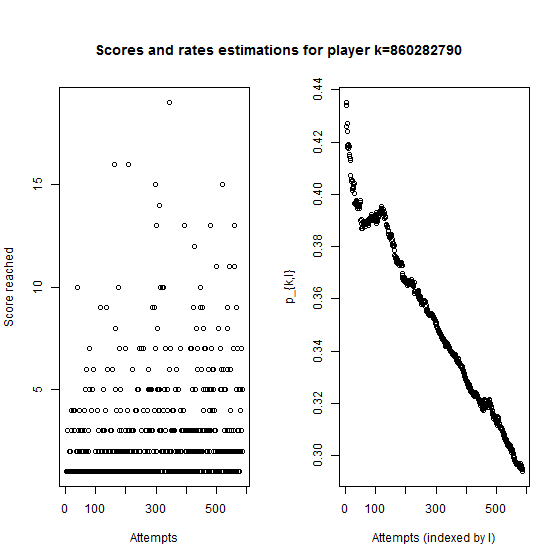 Scores and rates estimations for player k=860282790
Score reached
5 10 15
0 100 300 500
Attempts
p_{k,l}
0.30 0.32 0.34 0.36 0.38 0.40 0.42 0.44
0 100 300 500
Attempts (indexed by l)